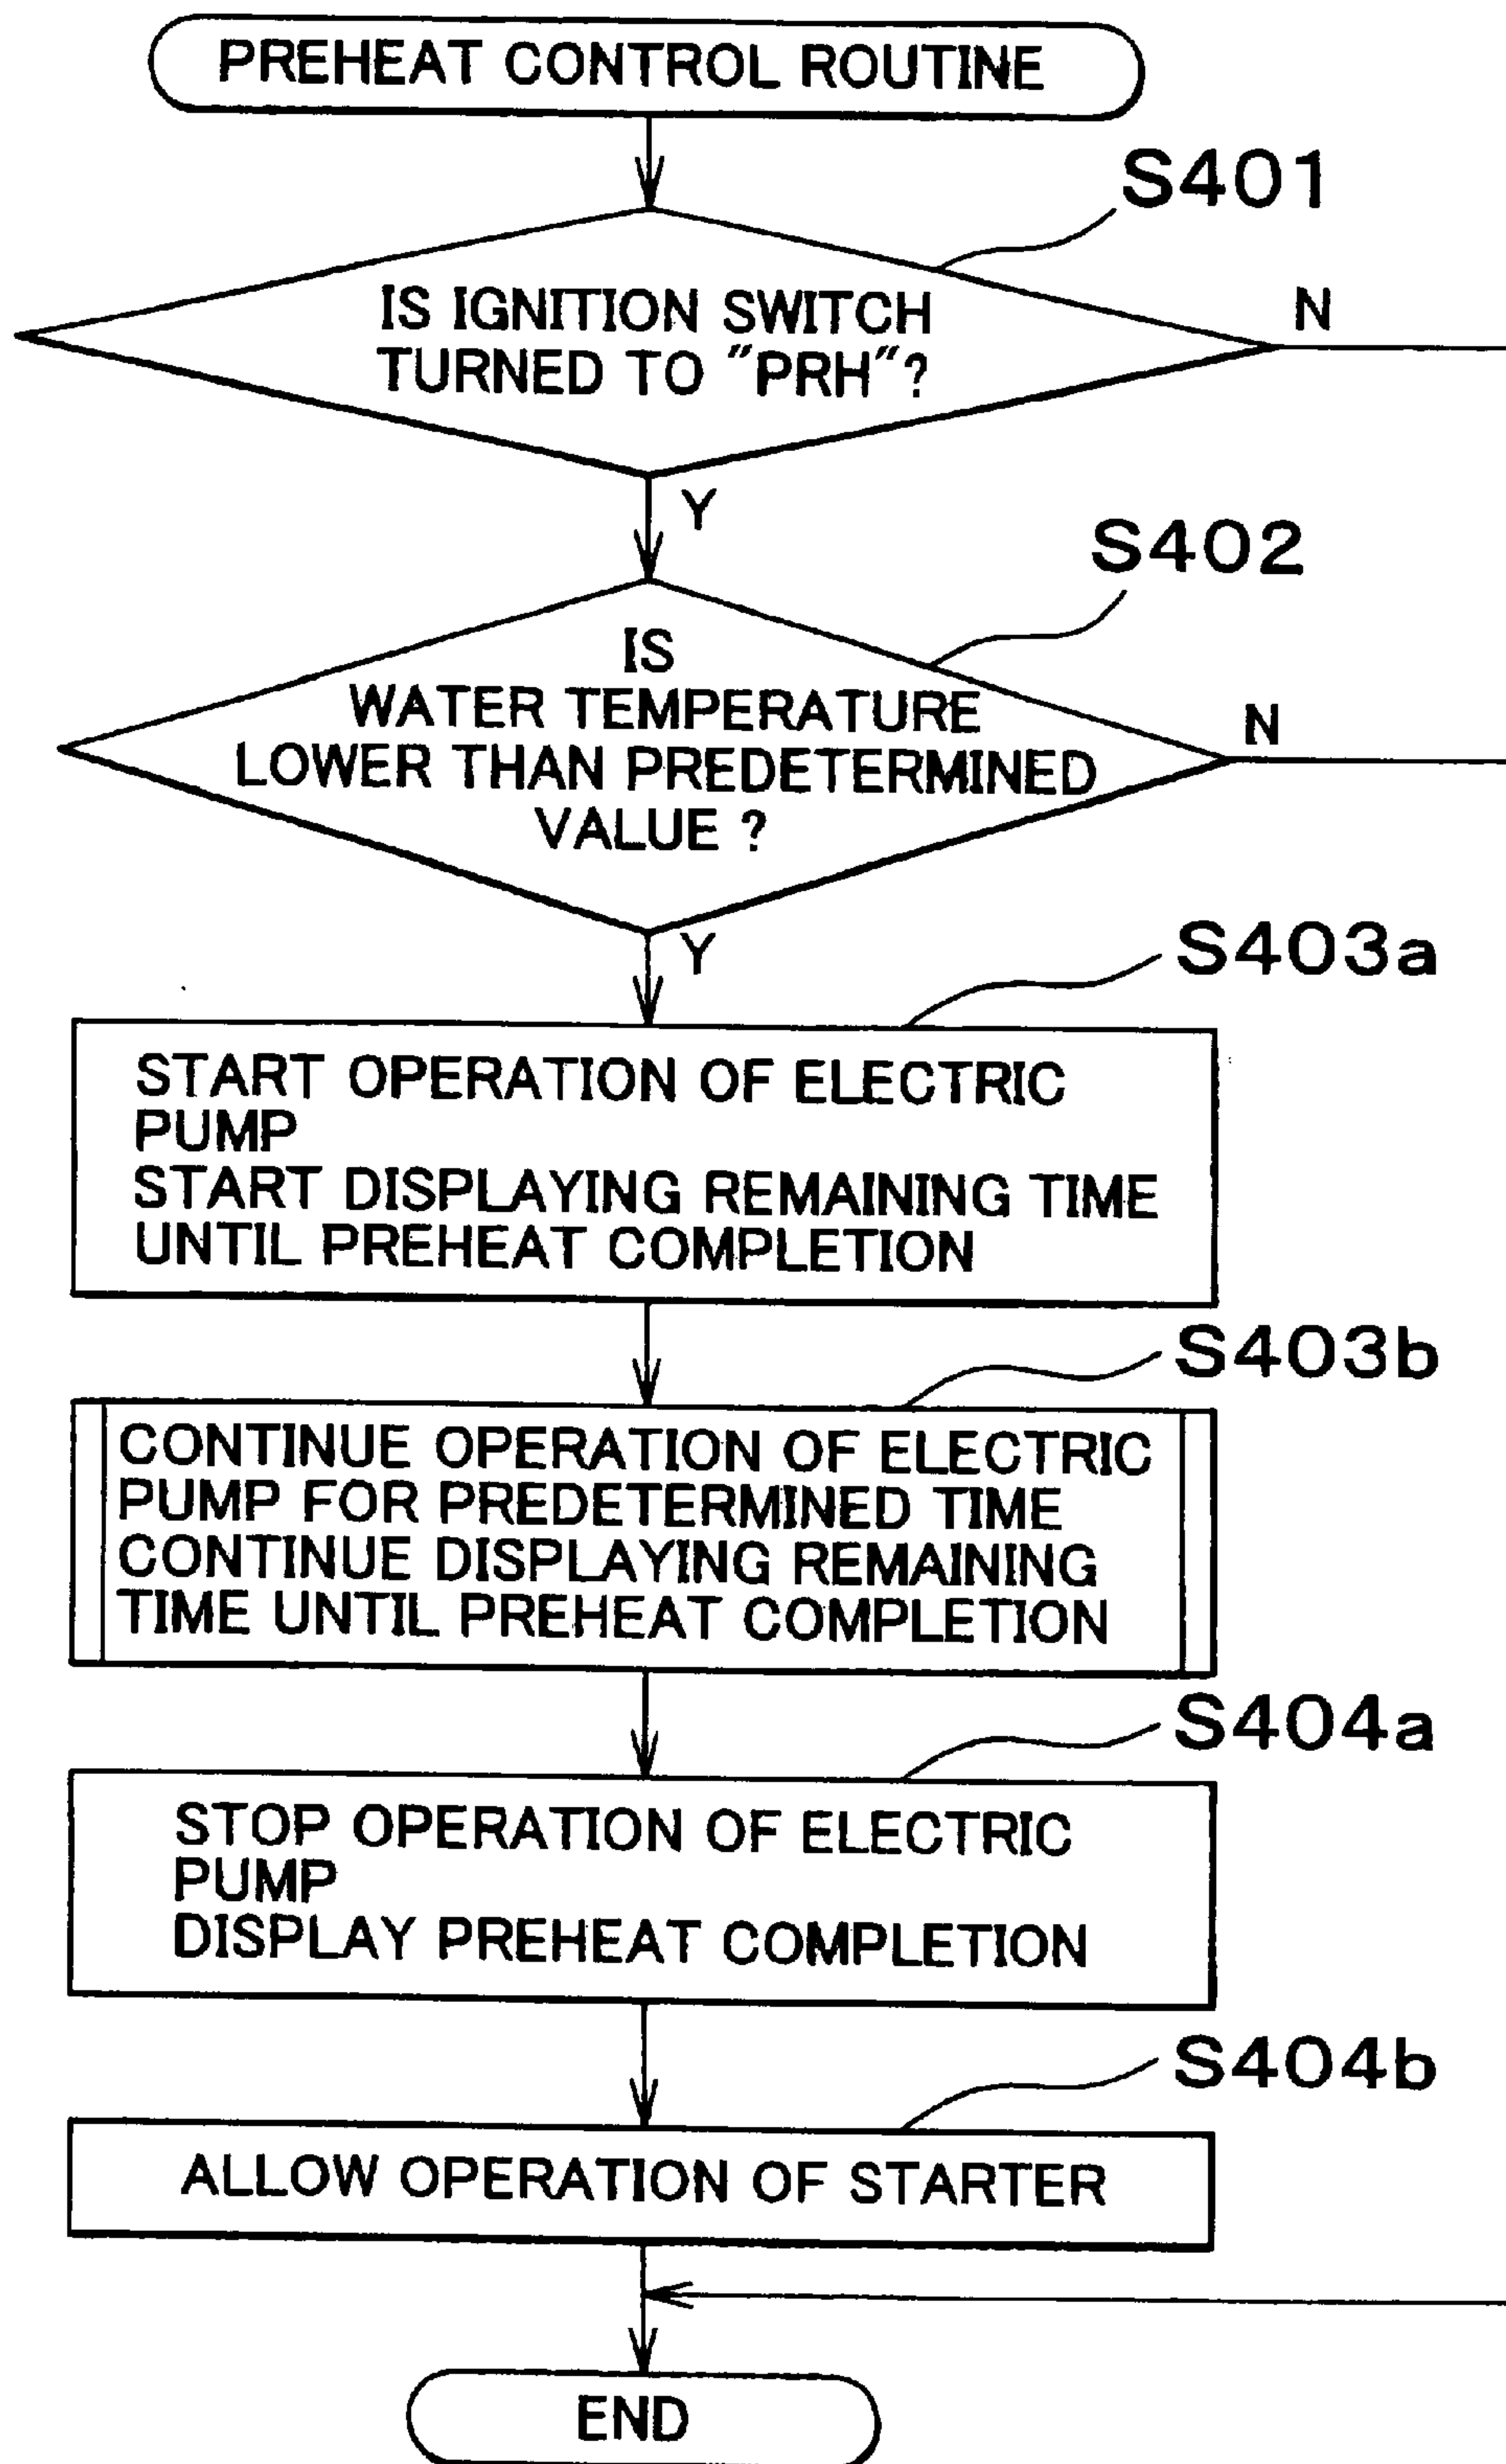 PREHEAT CONTROL ROUTINE
S401
IS IGNITION SWITCH
TURNED TO "PRH"?
N
Y
S402
IS
WATER TEMPERATURE
LOWER THAN PREDETERMINED
VALUE ?
N
Y
S403a
START OPERATION OF ELECTRIC
PUMP
START DISPLAYING REMAINING TIME
UNTIL PREHEAT COMPLETION
S403b
CONTINUE OPERATION OF ELECTRIC
PUMP FOR PREDETERMINED TIME
CONTINUE DISPLAYING REMAINING
TIME UNTIL PREHEAT COMPLETION
S404a
STOP OPERATION OF ELECTRIC
PUMP
DISPLAY PREHEAT COMPLETION
S404b
ALLOW OPERATION OF STARTER
END